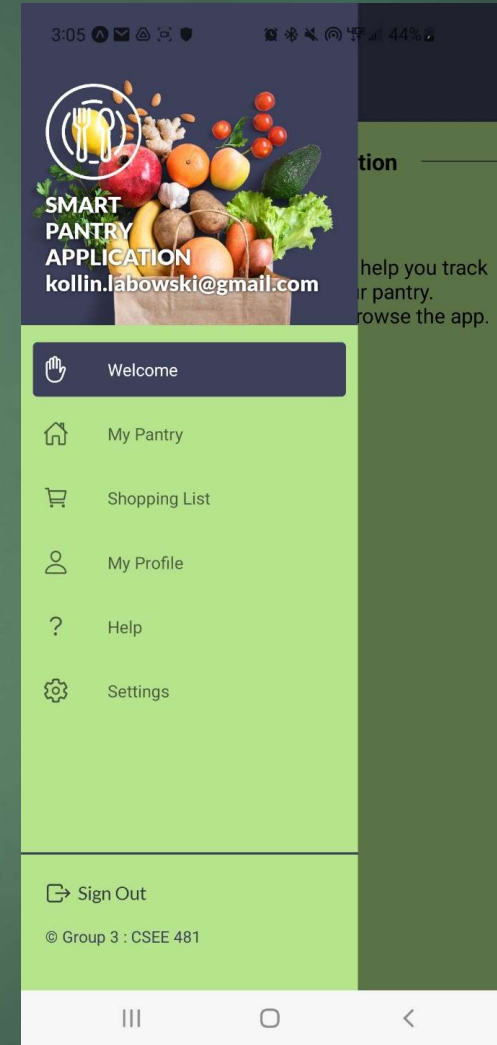 3:05
44%
SMART
PANTRY
APPLICATION
kollin.labowski@gmail.com
tion
help you track
r pantry.
rowse the app.
Welcome
My Pantry
Shopping List
My Profile
? Help
Settings
Sign Out
© Group 3 : CSEE 481